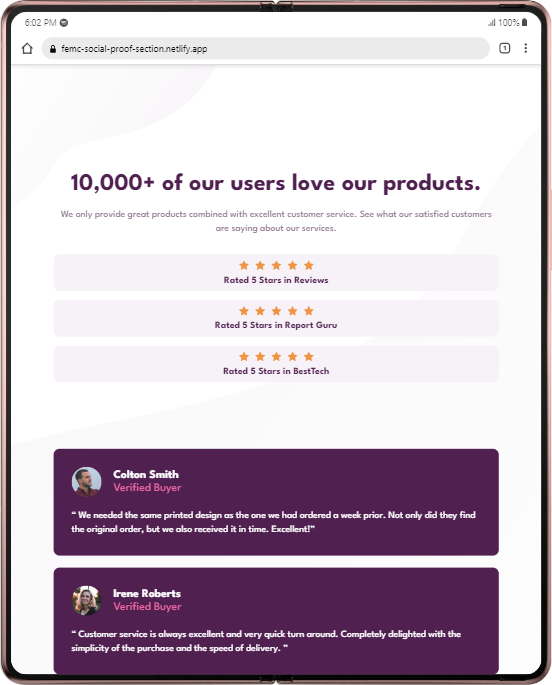 6:02 PM
100%
femc-social-proof-section.netlify.app
1
10,000+ of our users love our products.
We only provide great products combined with excellent customer service. See what our satisfied customers
are saying about our services.
Rated 5 Stars in Reviews
Rated 5 Stars in Report Guru
Rated 5 Stars in BestTech
Colton Smith
Verified Buyer
“ We needed the same printed design as the one we had ordered a week prior. Not only did they find
the original order, but we also received it in time. Excellent!”
Irene Roberts
Verified Buyer
“ Customer service is always excellent and very quick turn around. Completely delighted with the
simplicity of the purchase and the speed of delivery. ”